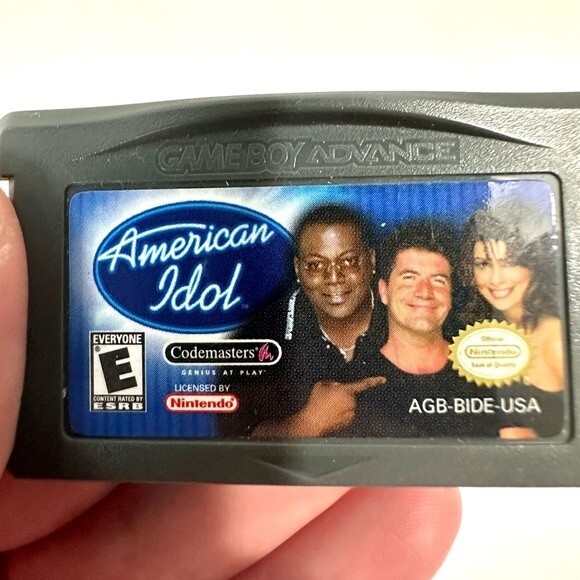 GAME BOY ADVANCE
American
Idol
TM
EVERYONE
E
CONTENT RATED BY
ESRB
Codemasters
GENIUS AT PLAY
LICENSED BY
Nintendo
Official
Nintendo
Seal of Quality
AGB-BIDE-USA